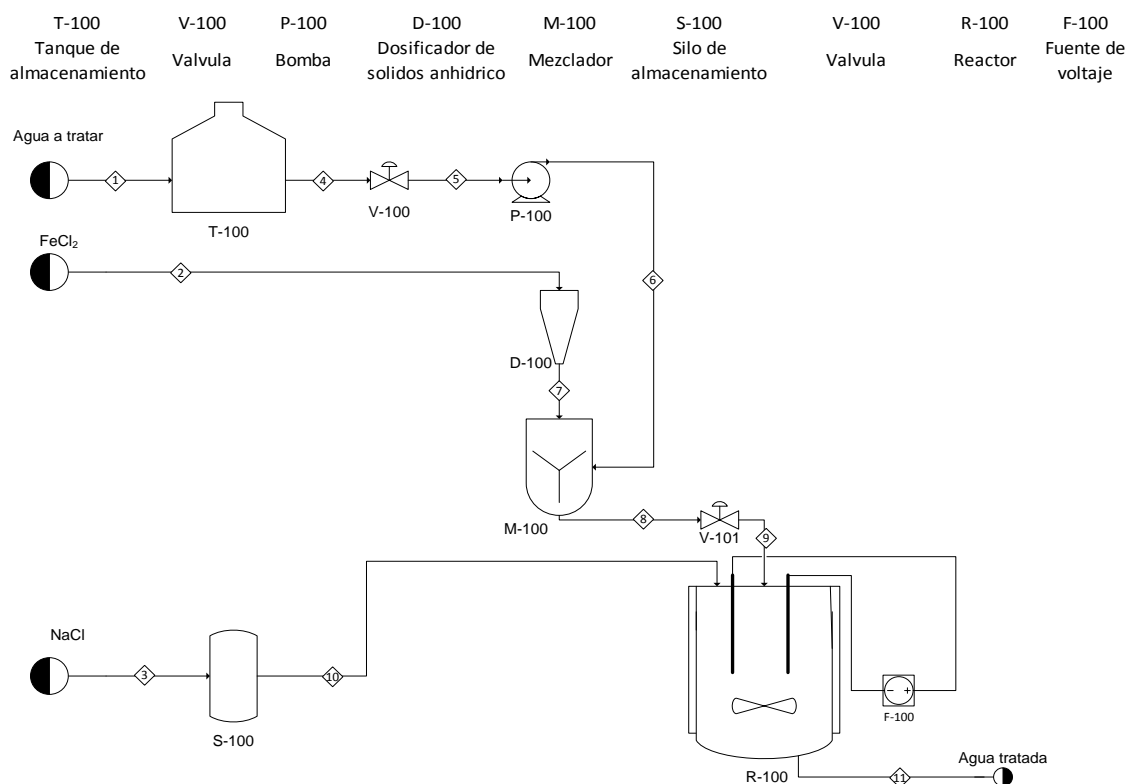 T-100 V-100 P-100 D-100 M-100 S-100 V-100 R-100 F-100
Tanque de almacenamiento
Valvula
Bomba
Dosificador de solidos anhidrico
Mezclador
Silo de almacenamiento
Valvula
Reactor
Fuente de voltaje
Agua a tratar
1
4
5
V-100
P-100
T-100
FeCl₂
2
6
D-100
7
M-100
8
V-101
9
NaCl
3
10
S-100
- +
F-100
R-100
11
Agua tratada